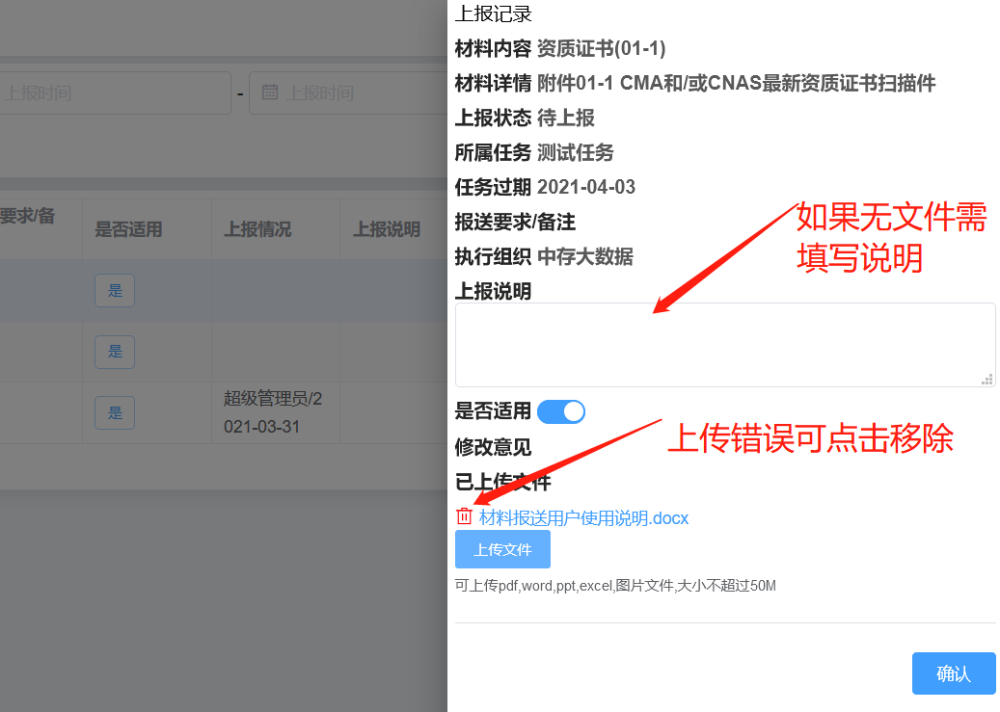 上报记录
材料内容 资质证书(01-1)
材料详情 附件01-1 CMA和/或CNAS最新资质证书扫描件
上报状态 待上报
所属任务 测试任务
任务过期 2021-04-03
报送要求/备注
执行组织 中存大数据
上报说明
如果无文件需
填写说明
是否适用
修改意见
上传错误可点击移除
已上传文件
材料报送用户使用说明.docx
上传文件
可上传pdf,word,ppt,excel,图片文件,大小不超过50M
确认
上报时间 - 上报时间
要求/备 是否适用 上报情况 上报说明
是
是
是 超级管理员/2
021-03-31